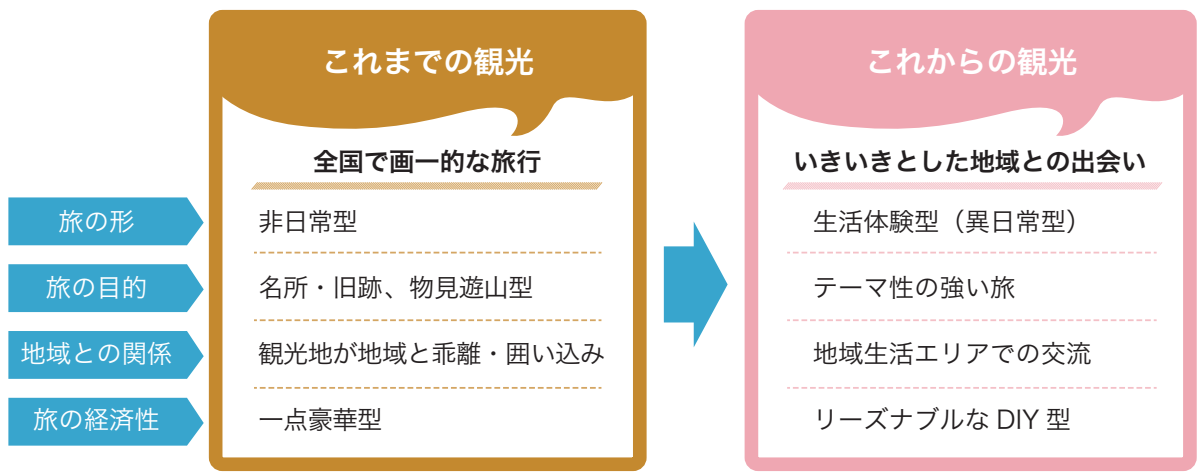 これまでの観光
これからの観光
全国で画一的な旅行
いきいきとした地域との出会い
旅の形
非日常型
生活体験型（異日常型）
旅の目的
名所・旧跡、物見遊山型
テーマ性の強い旅
地域との関係
観光地が地域と乖離・囲い込み
地域生活エリアでの交流
旅の経済性
一点豪華型
リーズナブルな DIY 型